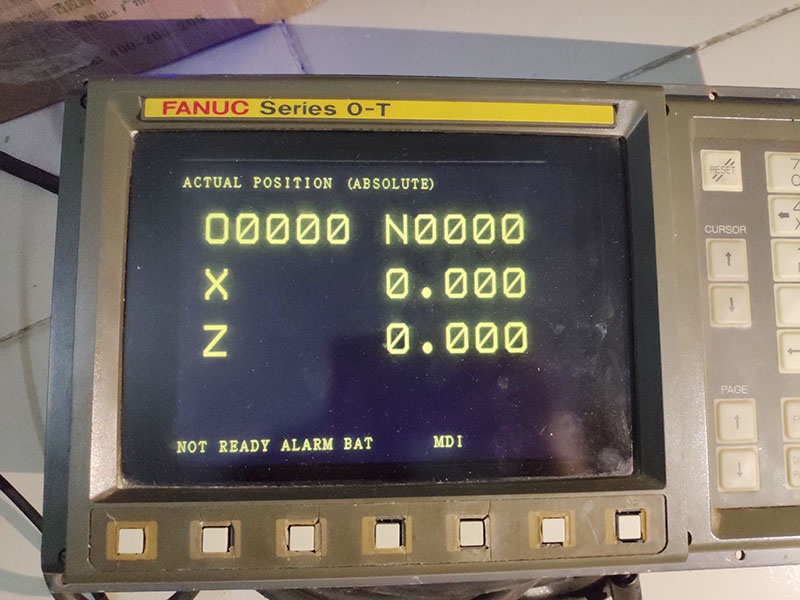 FANUC Series O-T
ACTUAL POSITION (ABSOLUTE)
O0000 N0000
X 0.000
Z 0.000
NOT READY ALARM BAT MDI
RESET
CURSOR
PAGE